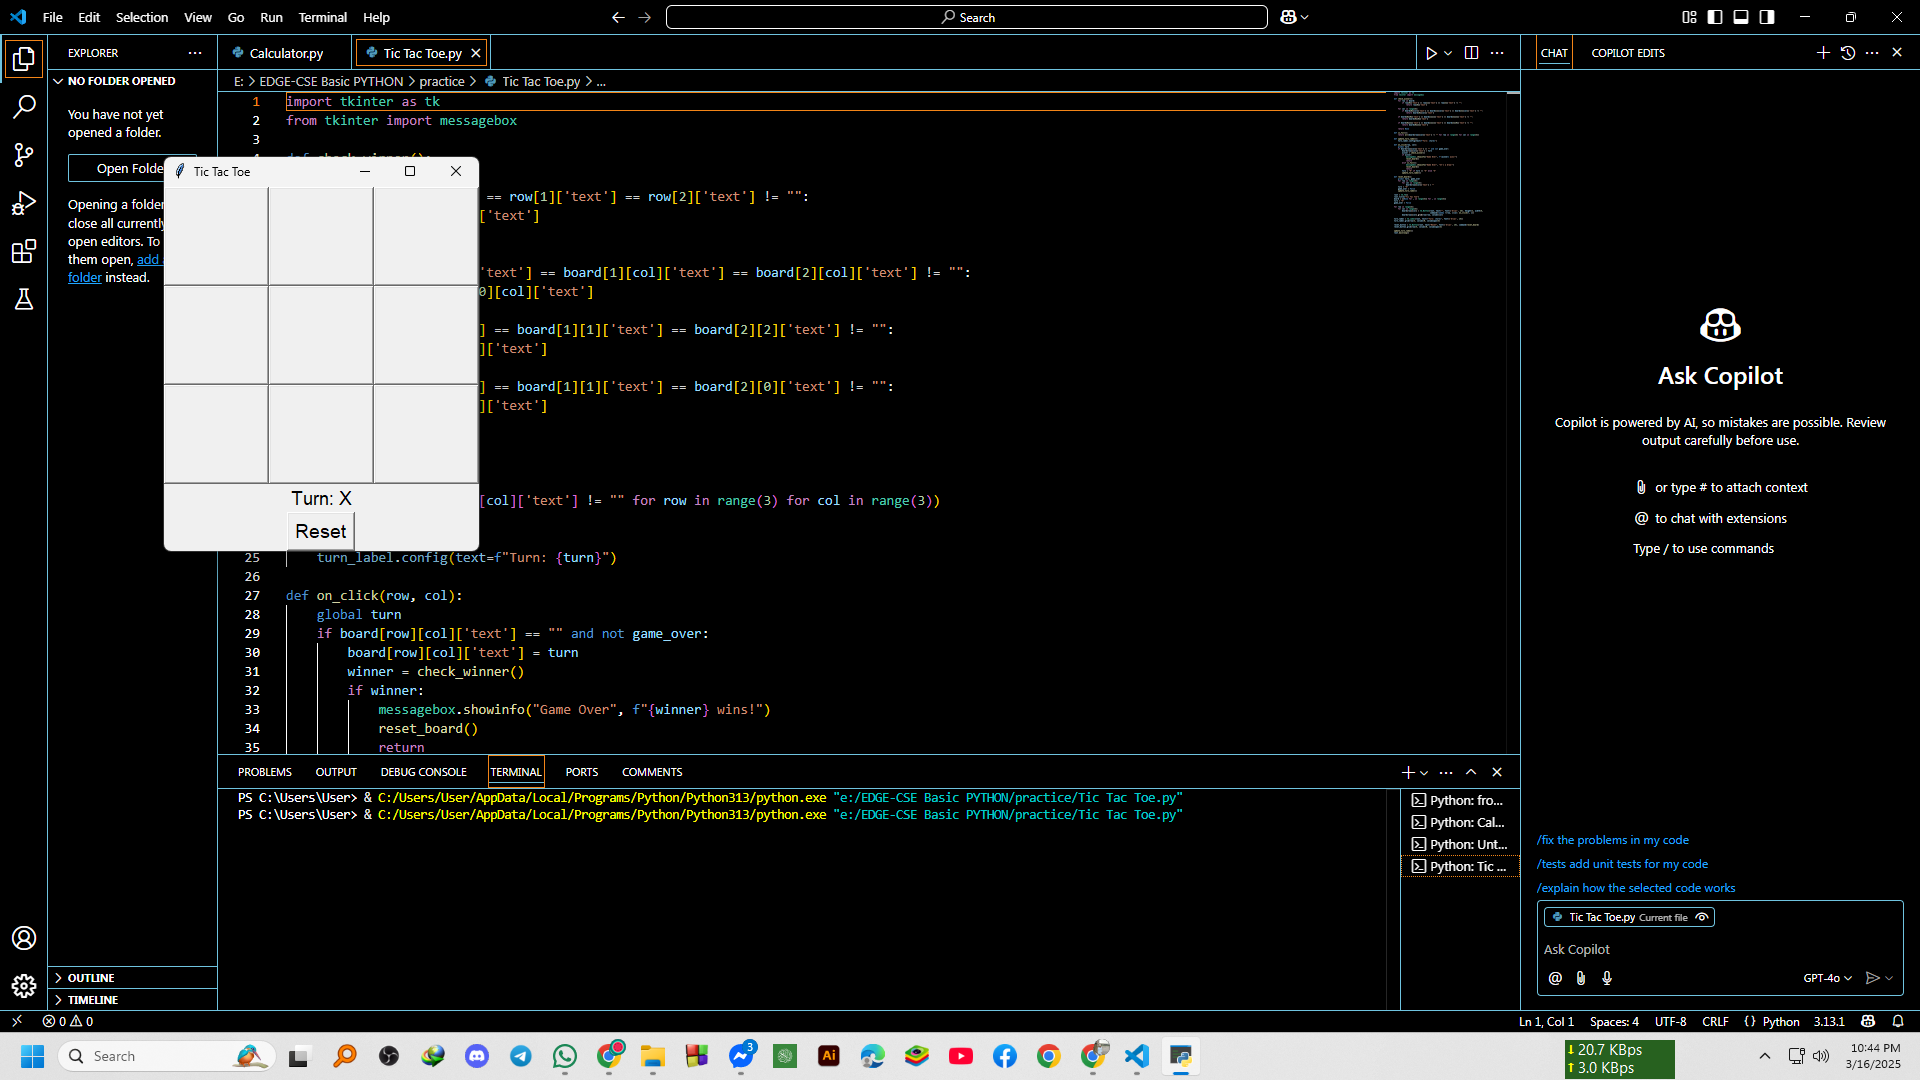 File Edit Selection View Go Run Terminal Help
Search
EXPLORER
NO FOLDER OPENED
You have not yet
opened a folder.
Open Folde
Opening a folder
close all currently
open editors. To
them open, add
folder instead.
OUTLINE
TIMELINE
Calculator.py
Tic Tac Toe.py
E: > EDGE-CSE Basic PYTHON > practice > Tic Tac Toe.py > ...
1 import tkinter as tk
2 from tkinter import messagebox
3
== row[1]['text'] == row[2]['text'] != "":
['text']
'text'] == board[1][col]['text'] == board[2][col]['text'] != "":
0][col]['text']
] == board[1][1]['text'] == board[2][2]['text'] != "":
]['text']
] == board[1][1]['text'] == board[2][0]['text'] != "":
]['text']
[col]['text'] != "" for row in range(3) for col in range(3))
25 turn_label.config(text=f"Turn: {turn}")
26
27 def on_click(row, col):
28 global turn
29 if board[row][col]['text'] == "" and not game_over:
30 board[row][col]['text'] = turn
31 winner = check_winner()
32 if winner:
33 messagebox.showinfo("Game Over", f"{winner} wins!")
34 reset_board()
35 return
Tic Tac Toe
Turn: X
Reset
PROBLEMS OUTPUT DEBUG CONSOLE TERMINAL PORTS COMMENTS
PS C:\Users\User> & C:/Users/User/AppData/Local/Programs/Python/Python313/python.exe "e:/EDGE-CSE Basic PYTHON/practice/Tic Tac Toe.py"
PS C:\Users\User> & C:/Users/User/AppData/Local/Programs/Python/Python313/python.exe "e:/EDGE-CSE Basic PYTHON/practice/Tic Tac Toe.py"
Python: fro...
Python: Cal...
Python: Unt...
Python: Tic ...
CHAT COPILOT EDITS
Ask Copilot
Copilot is powered by AI, so mistakes are possible. Review
output carefully before use.
or type # to attach context
@ to chat with extensions
Type / to use commands
/fix the problems in my code
/tests add unit tests for my code
/explain how the selected code works
Tic Tac Toe.py Current file
Ask Copilot
@ GPT-4o
0 0
Ln 1, Col 1 Spaces: 4 UTF-8 CRLF {} Python 3.13.1
Search
3
Ai
20.7 KBps
3.0 KBps
10:44 PM
3/16/2025